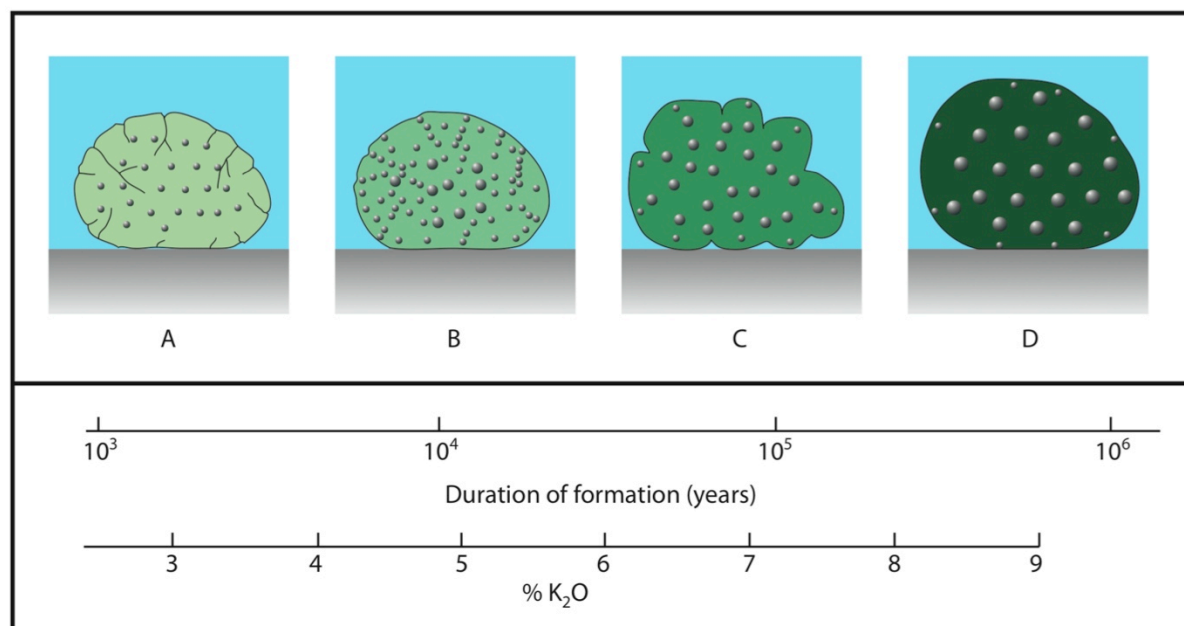 A B C D
10³ 10⁴ 10⁵ 10⁶
Duration of formation (years)
3 4 5 6 7 8 9
% K₂O